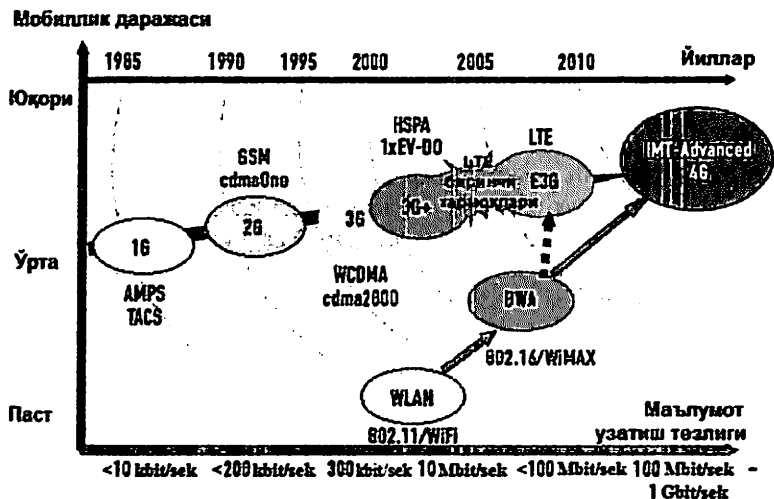 Мобиллик даражаси
1985 1990 1995 2000 2005 2010 Йиллар
Юқори
HSPA
1xEV-DO
LTE
GSM
cdmaOne
LTE
биринчи
тармоқлари
E3G
IMT-Advanced
4G
3G+
3G
2G
1G
Ўрта
AMPS
TACS
WCDMA
cdma2000
BWA
802.16/WiMAX
WLAN
802.11/WiFi
Паст
Маълумот
узатиш тезлиги
<10 kbit/sek <200 kbit/sek 300 kbit/sek 10 Mbit/sek <100 Mbit/sek 100 Mbit/sek –
1 Gbit/sek